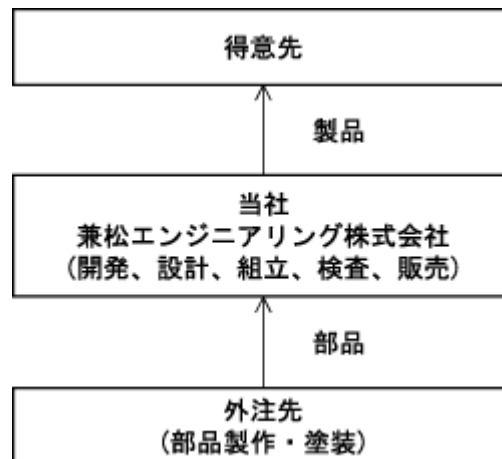 得意先
製品
当社
兼松エンジニアリング株式会社
(開発、設計、組立、検査、販売)
部品
外注先
(部品製作・塗装)